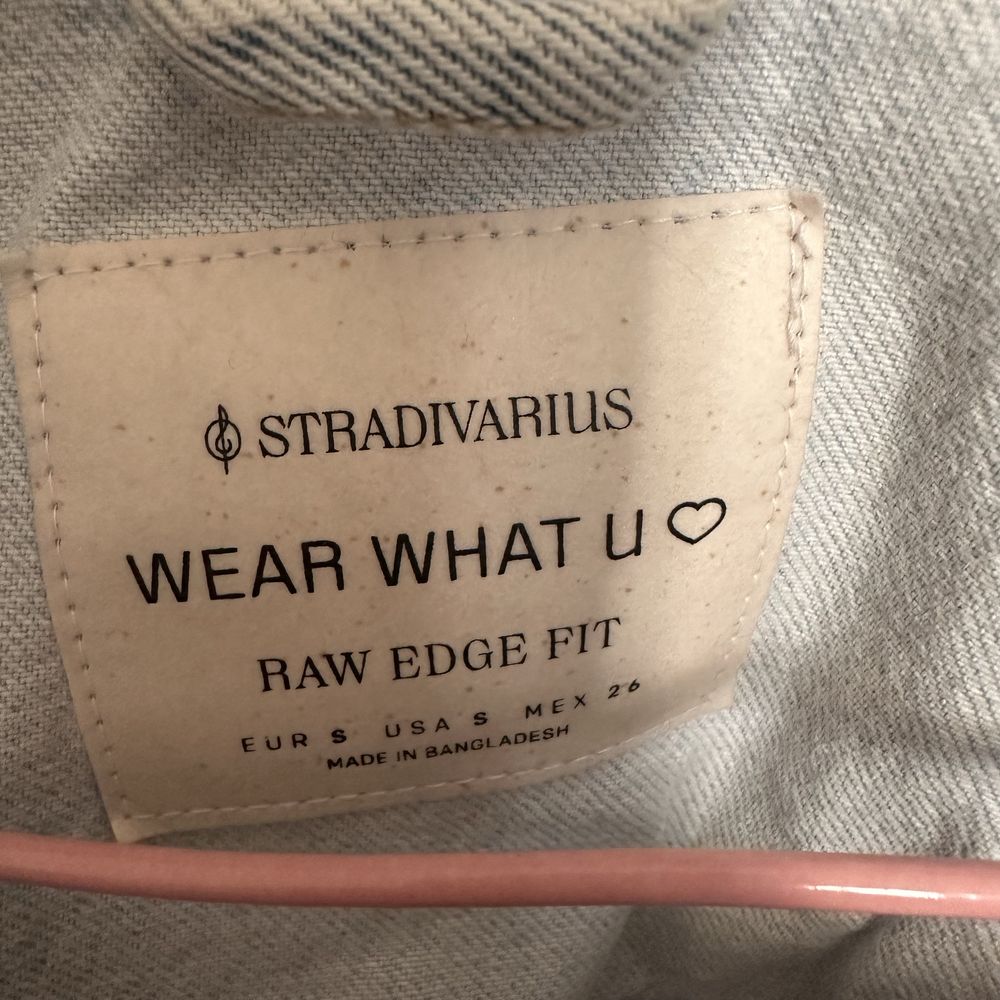 STRADIVARIUS
WEAR WHAT U ♡
RAW EDGE FIT
EUR S USA S MEX 26
MADE IN BANGLADESH